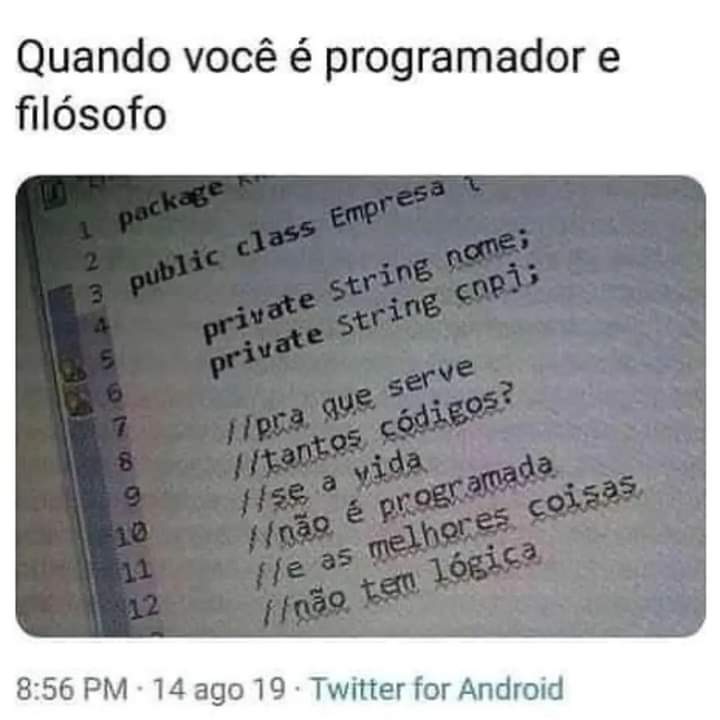 Quando você é programador e
filósofo
1 package
2
3 public class Empresa {
4
5 private String nome;
6 private String cnpj;
7
8 //pra que serve
9 //tantos códigos?
10 //se a vida
11 //não é programada
12 //e as melhores coisas
//não tem lógica
8:56 PM · 14 ago 19 · Twitter for Android